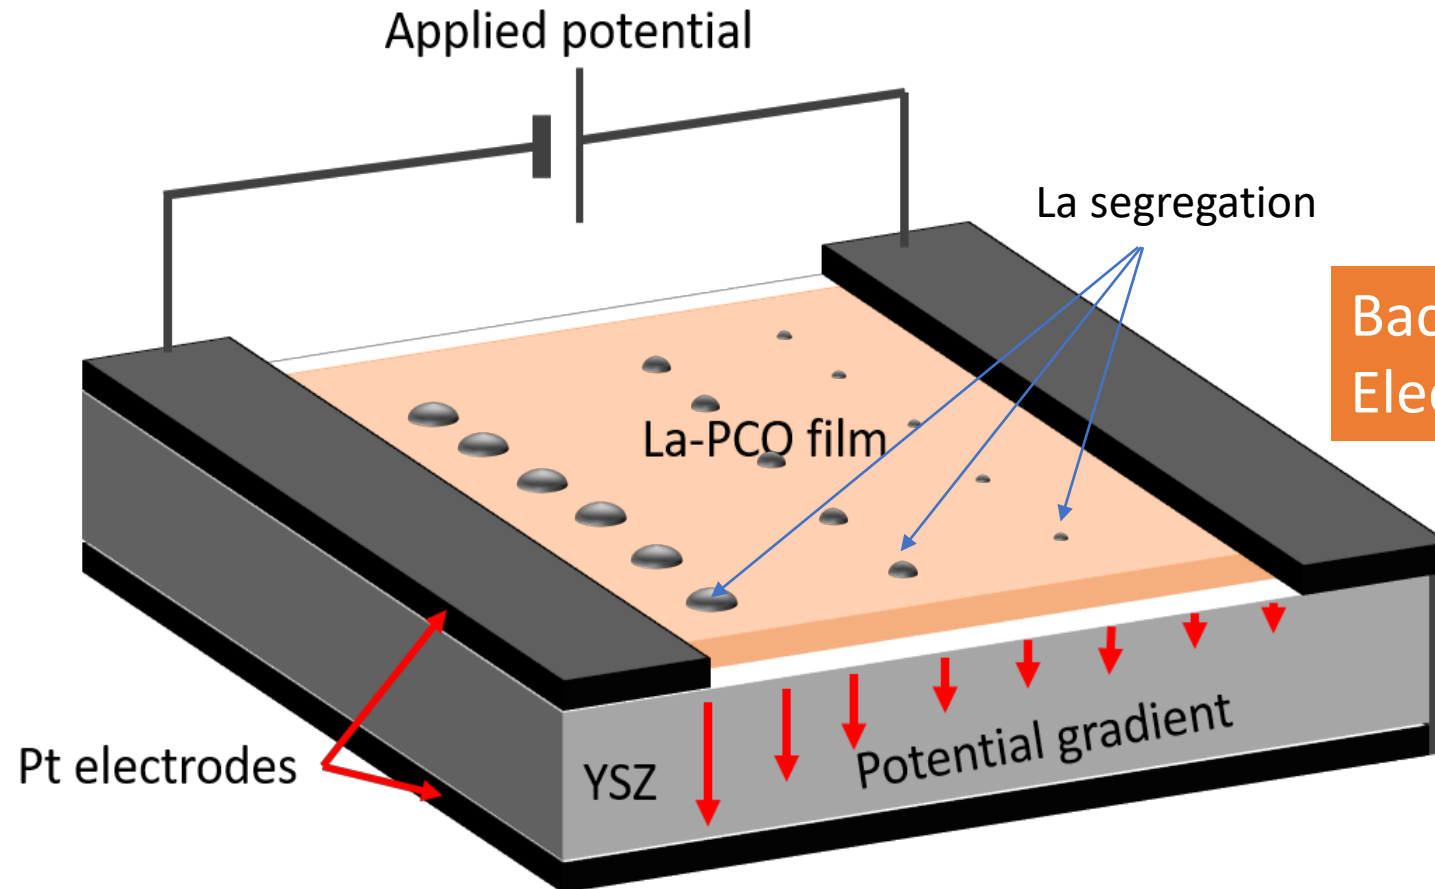 Applied potential
La segregation
La-PCO film
Pt electrodes
YSZ
Potential gradient